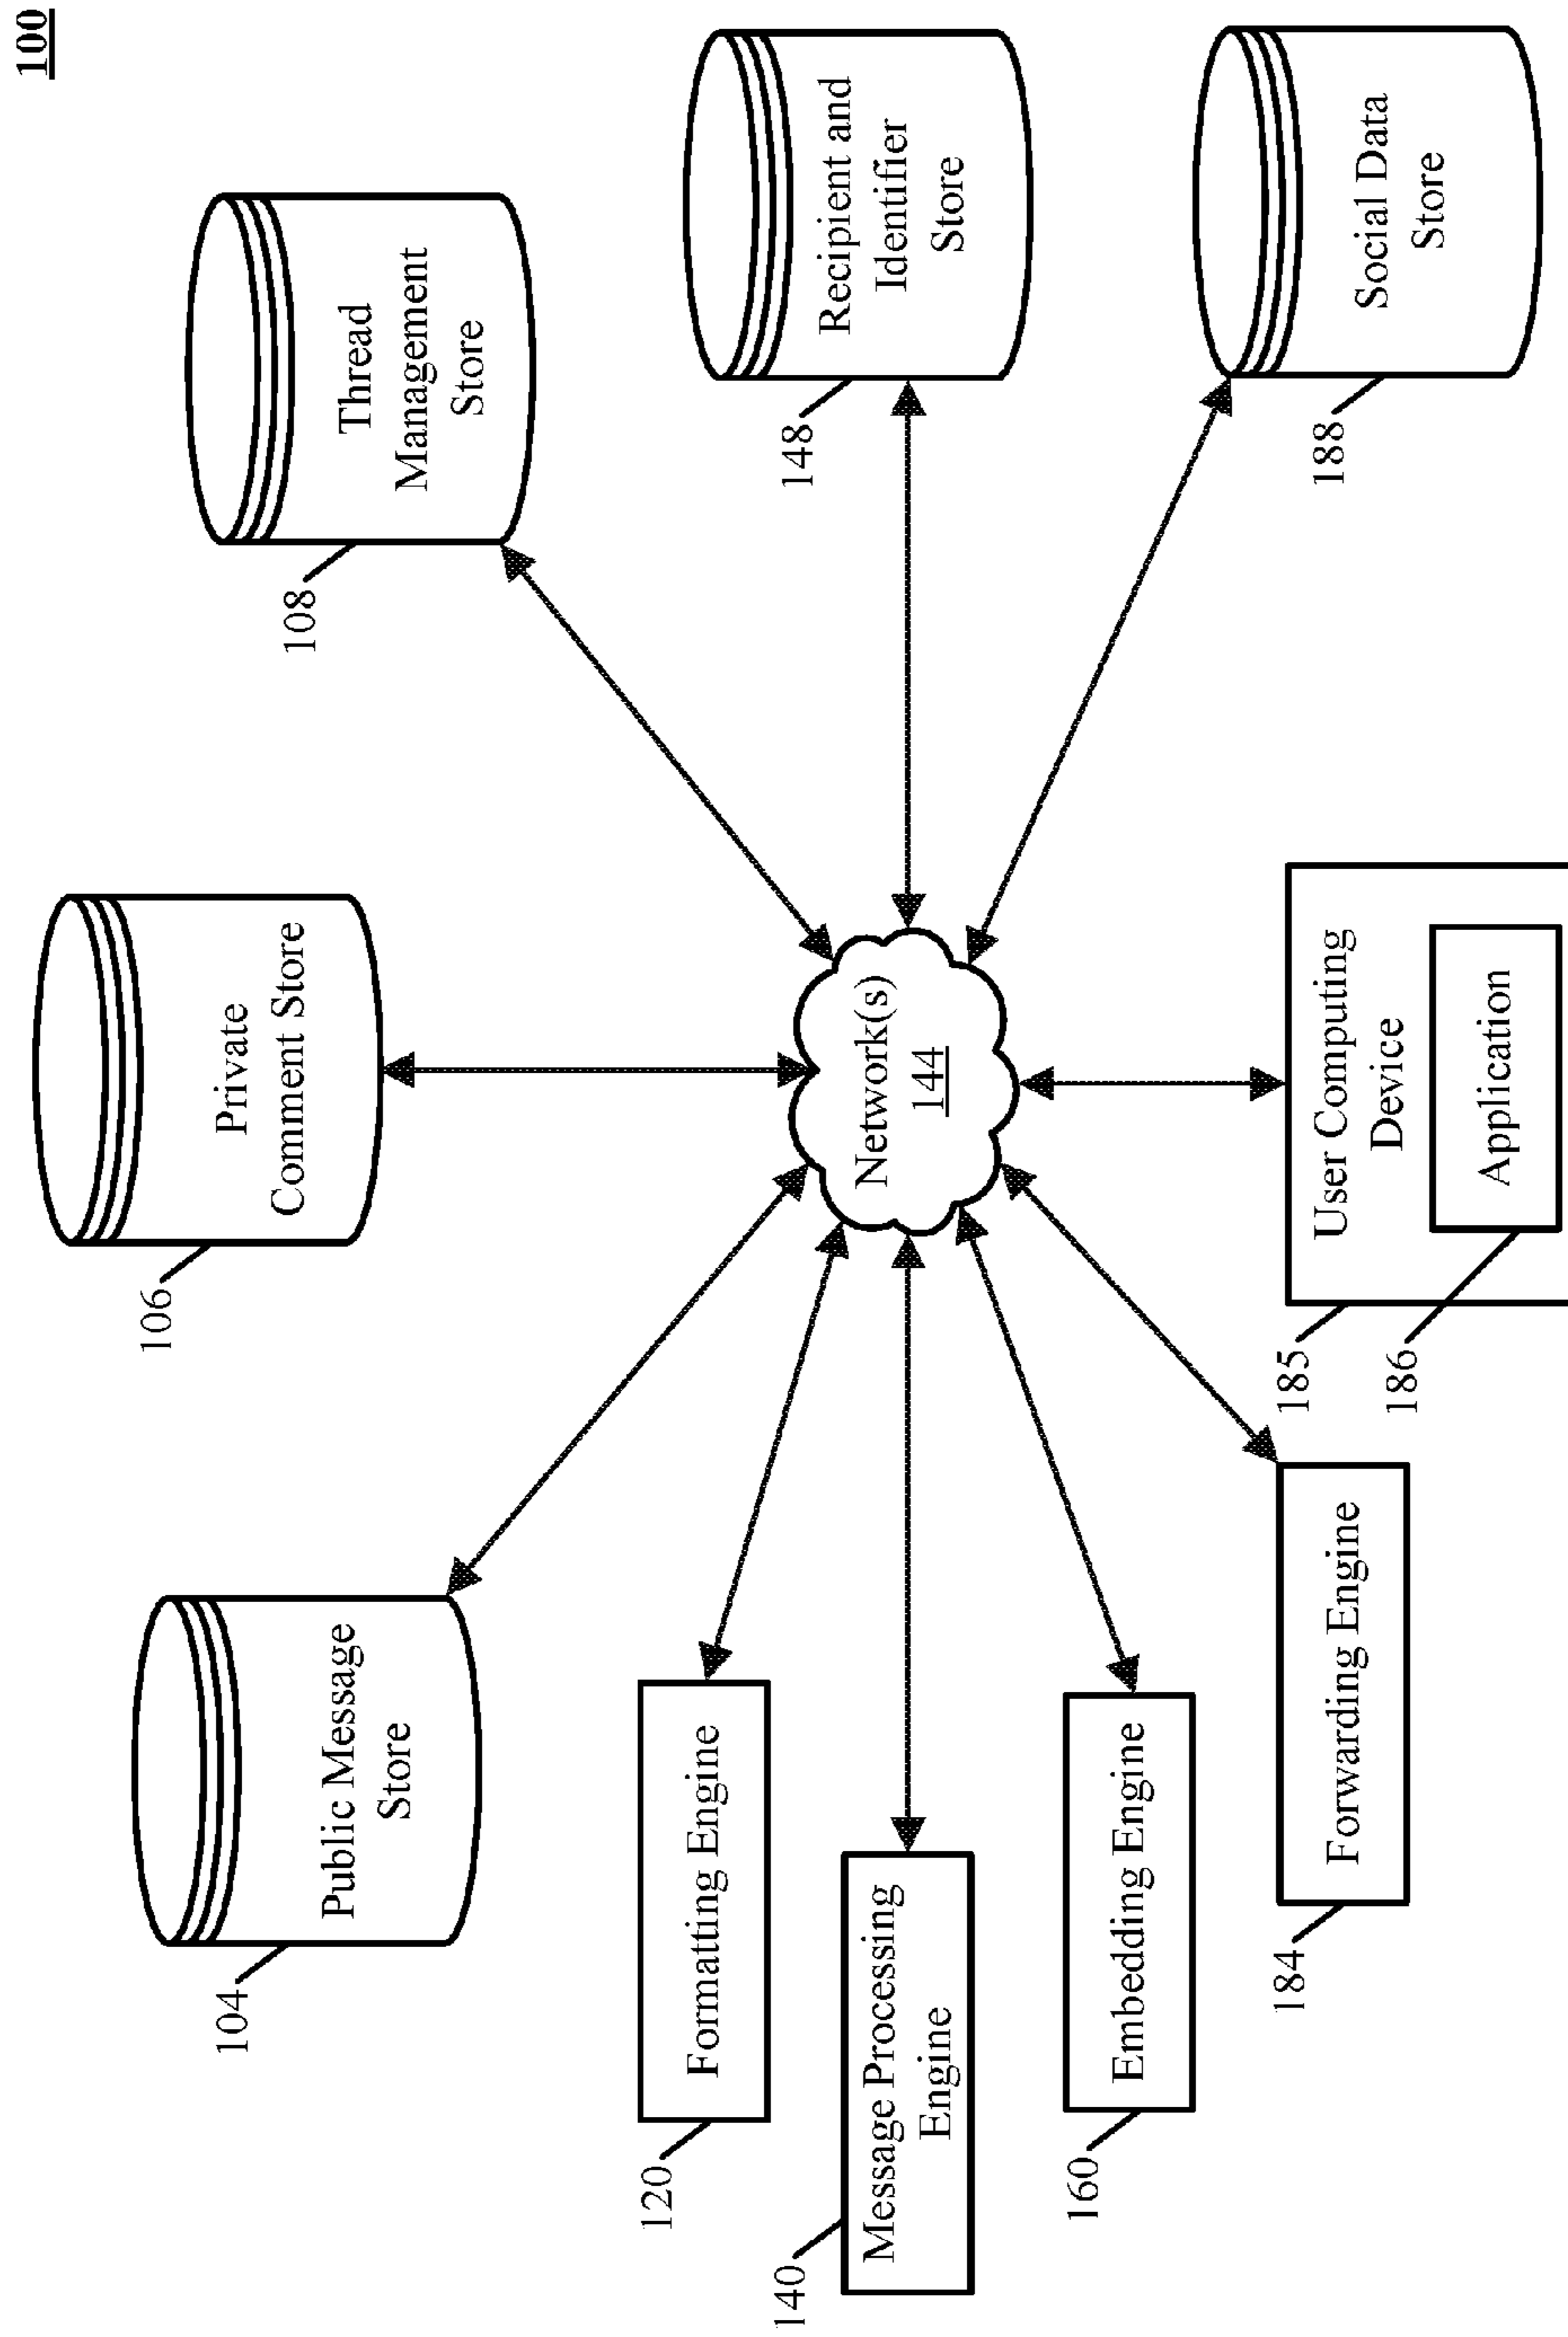 100
Public Message
Store
104
Private
Comment Store
106
Thread
Management
Store
108
Formatting Engine
120
Message Processing
Engine
140
Embedding Engine
160
Forwarding Engine
184
Network(s)
144
Recipient and
Identifier
Store
148
User Computing
Device
Application
185
186
Social Data
Store
188